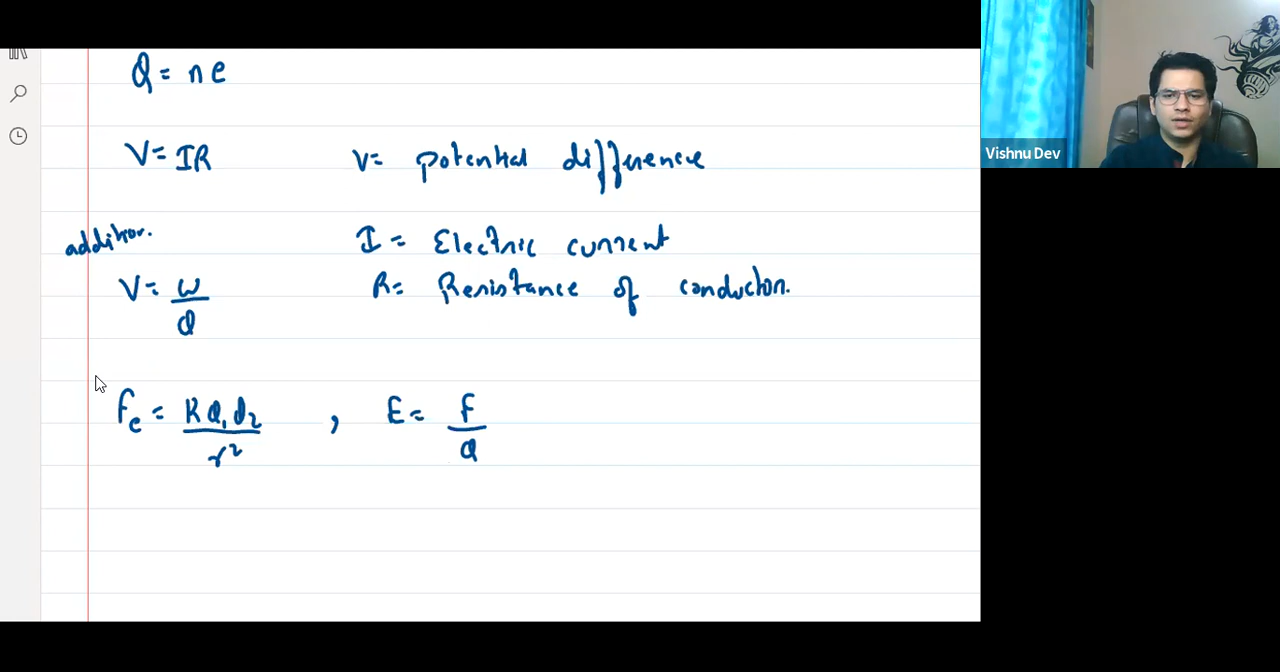 Q = ne
V = IR V = potential difference
addition.
I = Electric current
V = W/Q R = Resistance of conductor.
Fe = KQ1Q2/r² , E = F/Q
Vishnu Dev